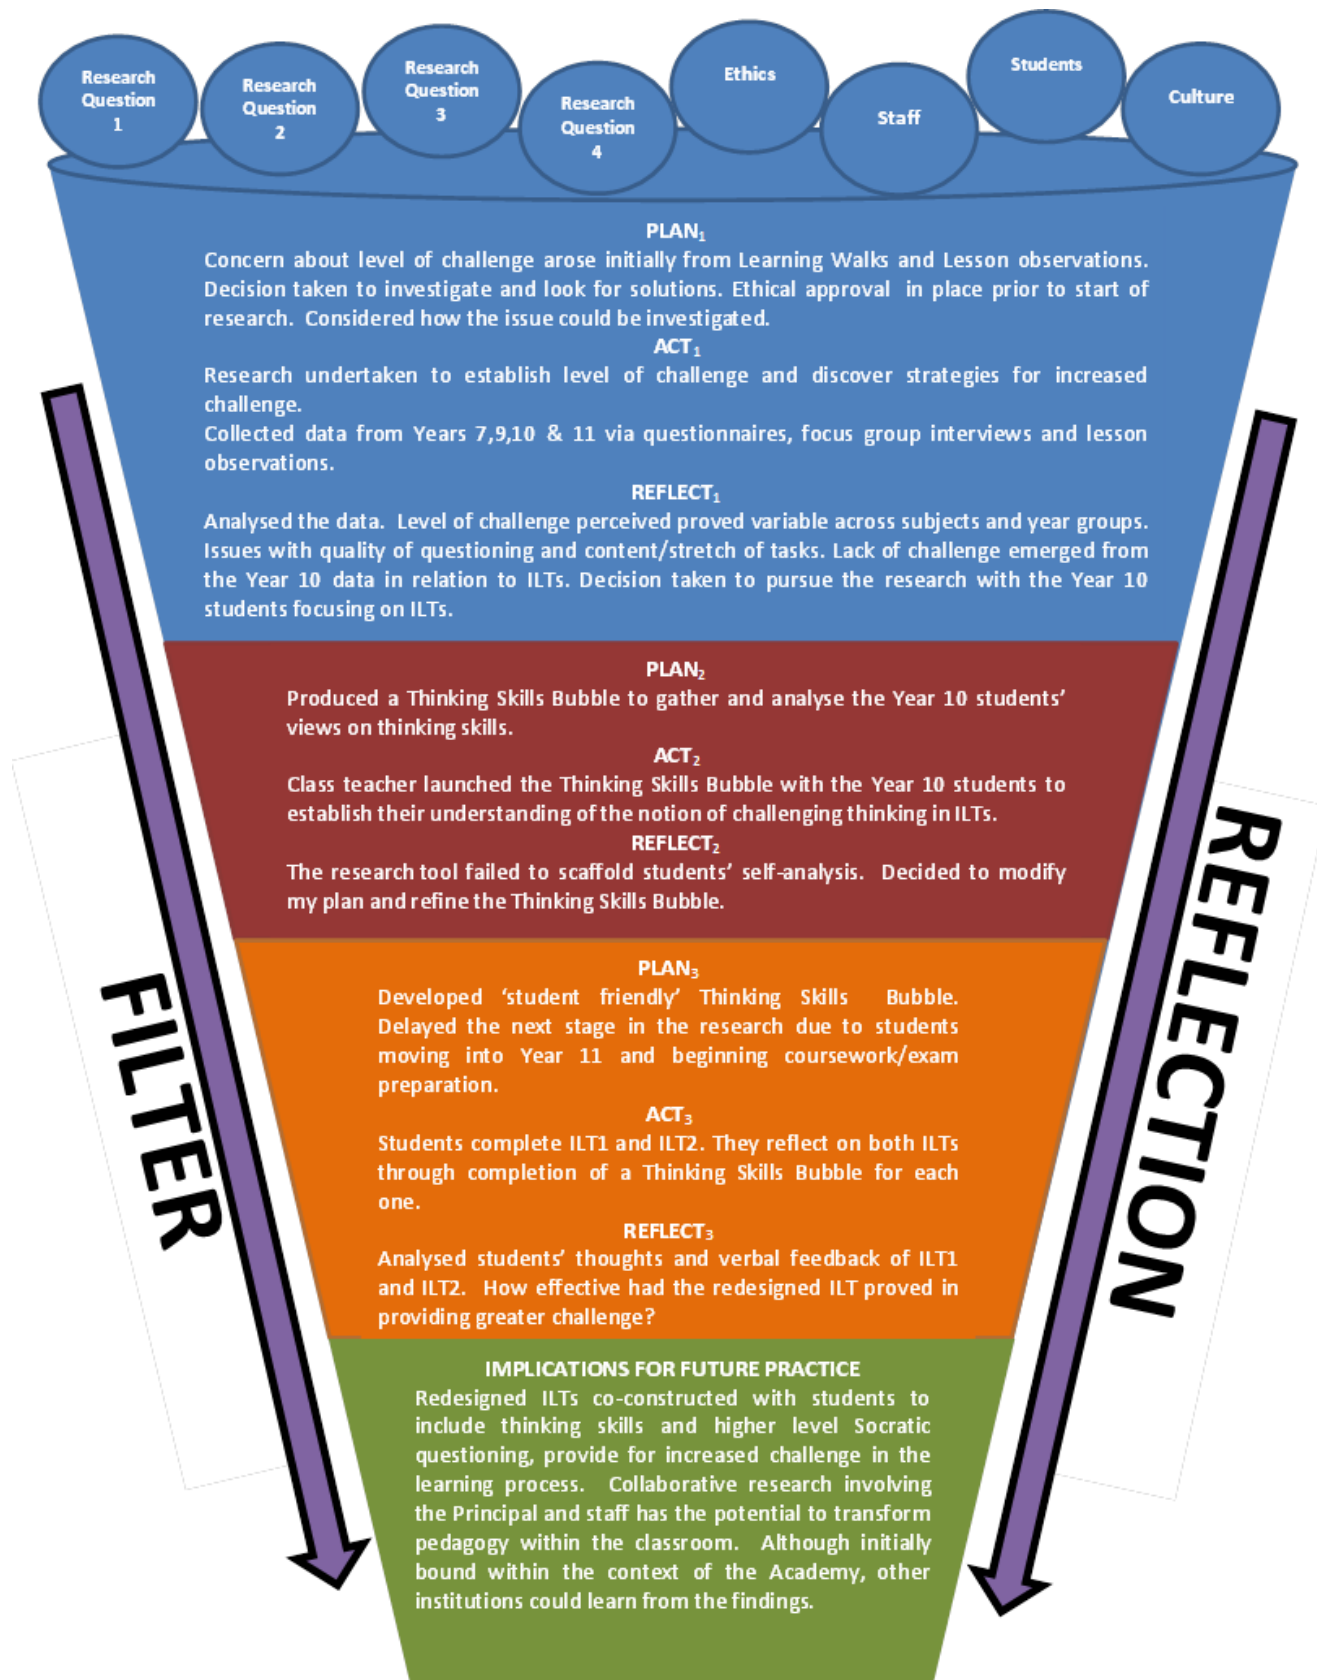 Research
Question
1
Research
Question
2
Research
Question
3
Research
Question
4
Ethics
Staff
Students
Culture
PLAN₁
Concern about level of challenge arose initially from Learning Walks and Lesson observations.
Decision taken to investigate and look for solutions. Ethical approval in place prior to start of
research. Considered how the issue could be investigated.
ACT₁
Research undertaken to establish level of challenge and discover strategies for increased
challenge.
Collected data from Years 7,9,10 & 11 via questionnaires, focus group interviews and lesson
observations.
REFLECT₁
Analysed the data. Level of challenge perceived proved variable across subjects and year groups.
Issues with quality of questioning and content/stretch of tasks. Lack of challenge emerged from
the Year 10 data in relation to ILTs. Decision taken to pursue the research with the Year 10
students focusing on ILTs.
PLAN₂
Produced a Thinking Skills Bubble to gather and analyse the Year 10 students’
views on thinking skills.
ACT₂
Class teacher launched the Thinking Skills Bubble with the Year 10 students to
establish their understanding of the notion of challenging thinking in ILTs.
REFLECT₂
The research tool failed to scaffold students’ self-analysis. Decided to modify
my plan and refine the Thinking Skills Bubble.
PLAN₃
Developed ‘student friendly’ Thinking Skills Bubble.
Delayed the next stage in the research due to students
moving into Year 11 and beginning coursework/exam
preparation.
ACT₃
Students complete ILT1 and ILT2. They reflect on both ILTs
through completion of a Thinking Skills Bubble for each
one.
REFLECT₃
Analysed students’ thoughts and verbal feedback of ILT1
and ILT2. How effective had the redesigned ILT proved in
providing greater challenge?
IMPLICATIONS FOR FUTURE PRACTICE
Redesigned ILTs co-constructed with students to
include thinking skills and higher level Socratic
questioning, provide for increased challenge in the
learning process. Collaborative research involving
the Principal and staff has the potential to transform
pedagogy within the classroom. Although initially
bound within the context of the Academy, other
institutions could learn from the findings.
FILTER
REFLECTION